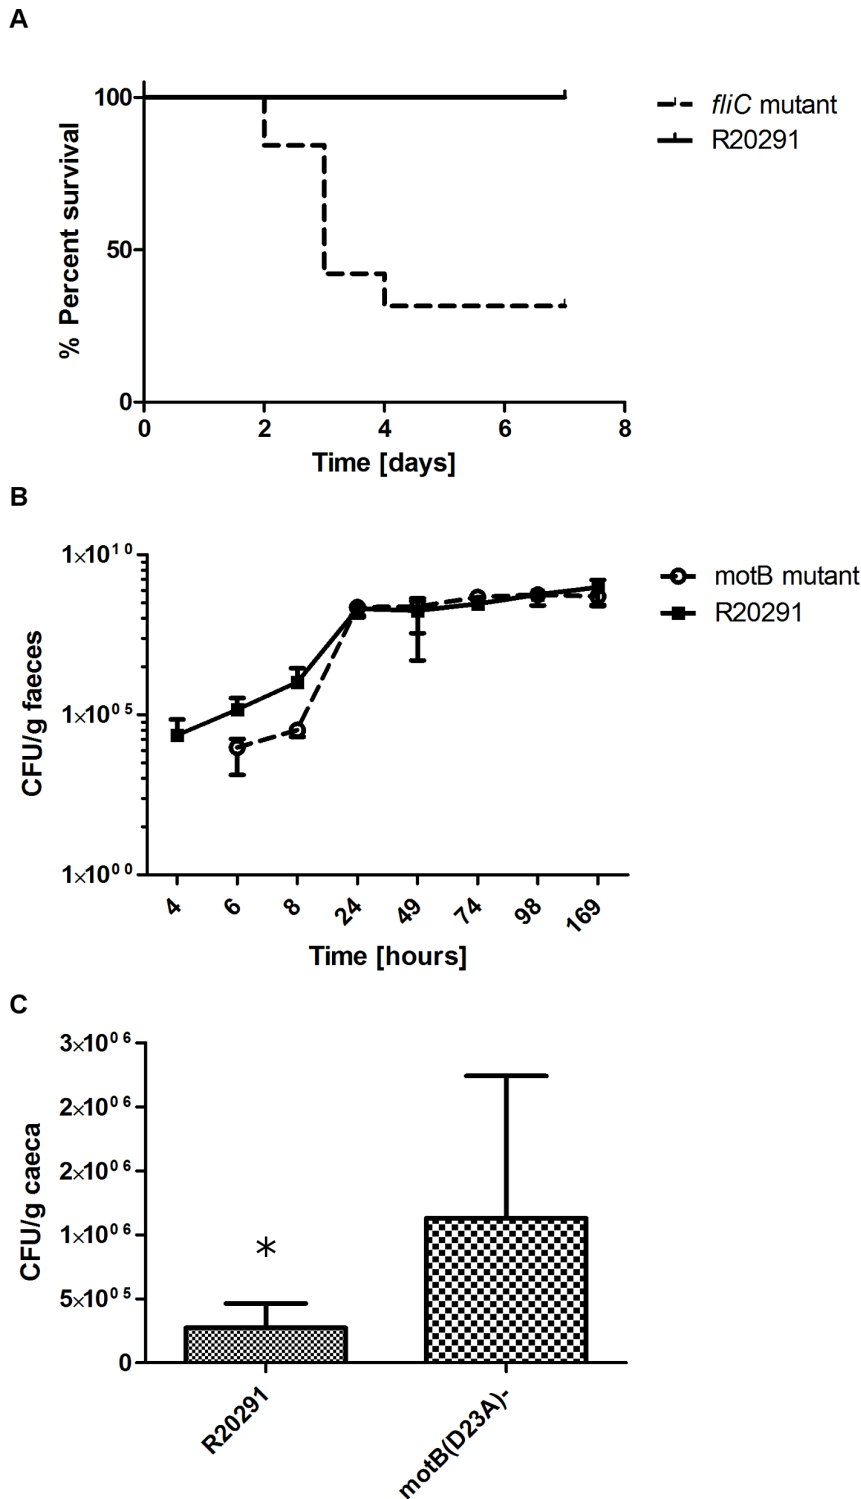 A
% Percent survival
100
50
0
0 2 4 6 8
Time [days]
fliC mutant
R20291
B
CFU/g faeces
1×10¹⁰
1×10⁰⁵
1×10⁰⁰
4 6 8 24 49 74 98 169
Time [hours]
motB mutant
R20291
C
CFU/g caeca
3×10⁰⁶
2×10⁰⁶
2×10⁰⁶
1×10⁰⁶
5×10⁰⁵
0
*
R20291
motB(D23A)-